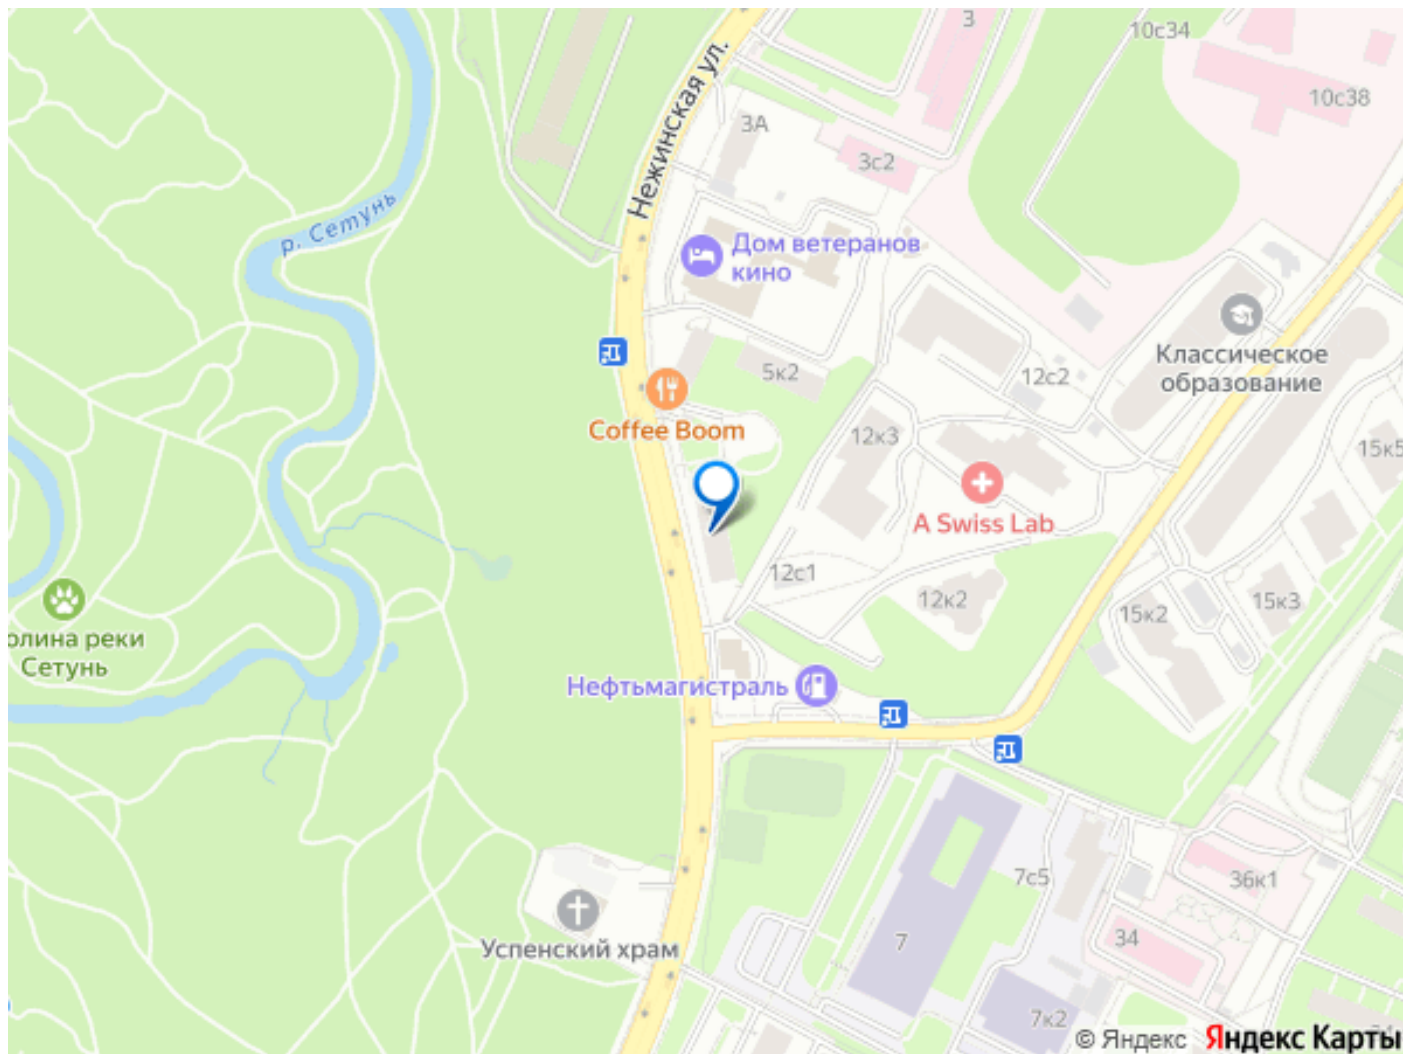 3
10с34
10с38
Нежинская ул.
3А
3с2
р. Сетунь
Дом ветеранов
кино
Классическое
образование
5к2
12с2
Coffee Boom
12к3
15к5
A Swiss Lab
12с1
12к2
15к2
15к3
олина реки
Сетунь
Нефтьмагистраль
7с5
36к1
Успенский храм
7
34
7к2
© Яндекс Яндекс Карты